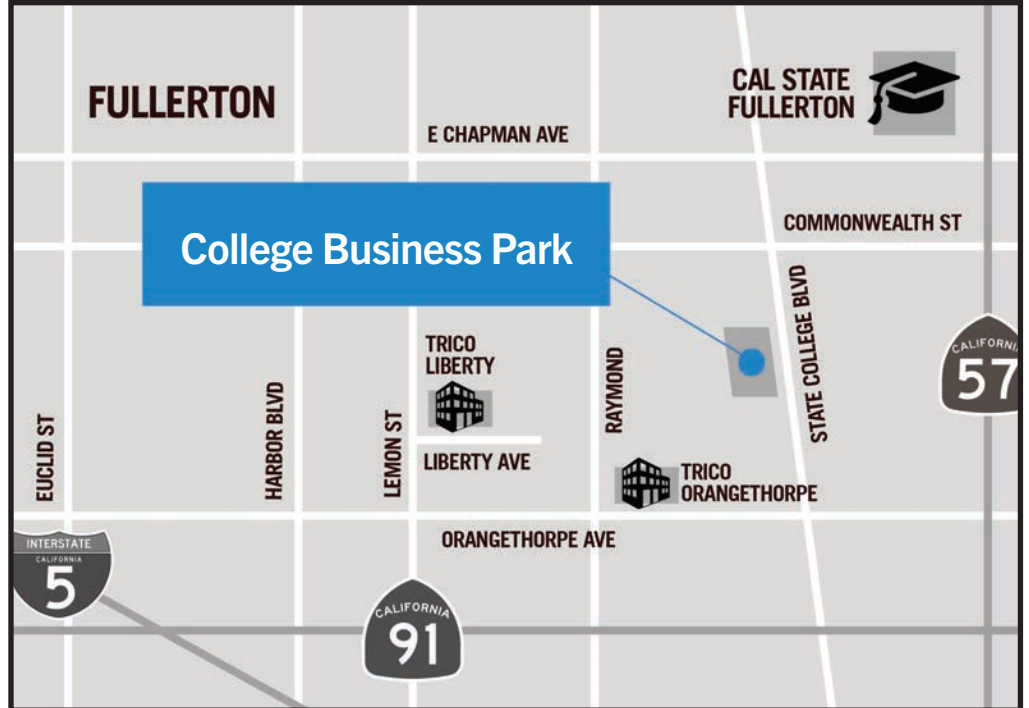 FULLERTON
CAL STATE
FULLERTON
E CHAPMAN AVE
COMMONWEALTH ST
College Business Park
TRICO
LIBERTY
RAYMOND
STATE COLLEGE BLVD
CALIFORNIA
57
EUCLID ST
HARBOR BLVD
LEMON ST
LIBERTY AVE
TRICO
ORANGETHORPE
ORANGETHORPE AVE
INTERSTATE
CALIFORNIA
5
CALIFORNIA
91